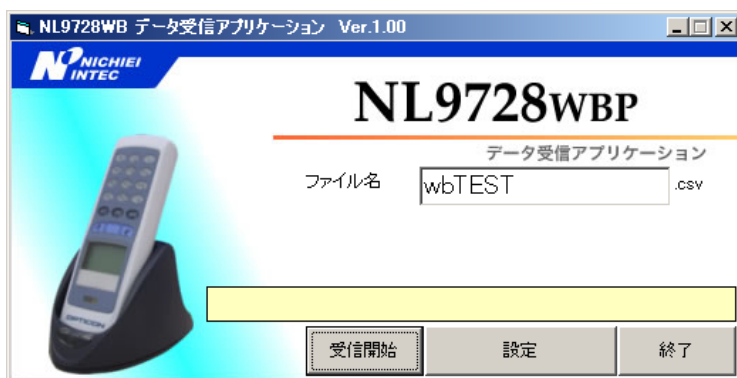 NL9728WB データ受信アプリケーション Ver.1.00
NICHIEI
INTEC
NL9728WBP
データ受信アプリケーション
ファイル名 wbTEST .csv
OPTICON
受信開始 設定 終了